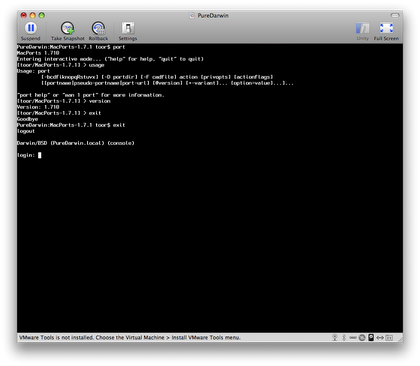 PureDarwin
Suspend
Take Snapshot
Rollback
Settings
Unity
Full Screen
PureDarwin:MacPorts-1.7.1 toor$ port
MacPorts 1.710
Entering interactive mode... ("help" for help, "quit" to quit)
[toor/MacPorts-1.7.1] > usage
Usage: port
[-bcdfiknopqRstuvx] [-D portdir] [-F cmdfile] action [privopts] [actionflags]
[[portname|pseudo-portname|port-url] [@version] [+-variant]... [option=value]...]...
"port help" or "man 1 port" for more information.
[toor/MacPorts-1.7.1] > version
Version: 1.710
[toor/MacPorts-1.7.1] > exit
Goodbye
PureDarwin:MacPorts-1.7.1 toor$ exit
logout
Darwin/BSD (PureDarwin.local) (console)
login:
VMware Tools is not installed. Choose the Virtual Machine > Install VMware Tools menu.